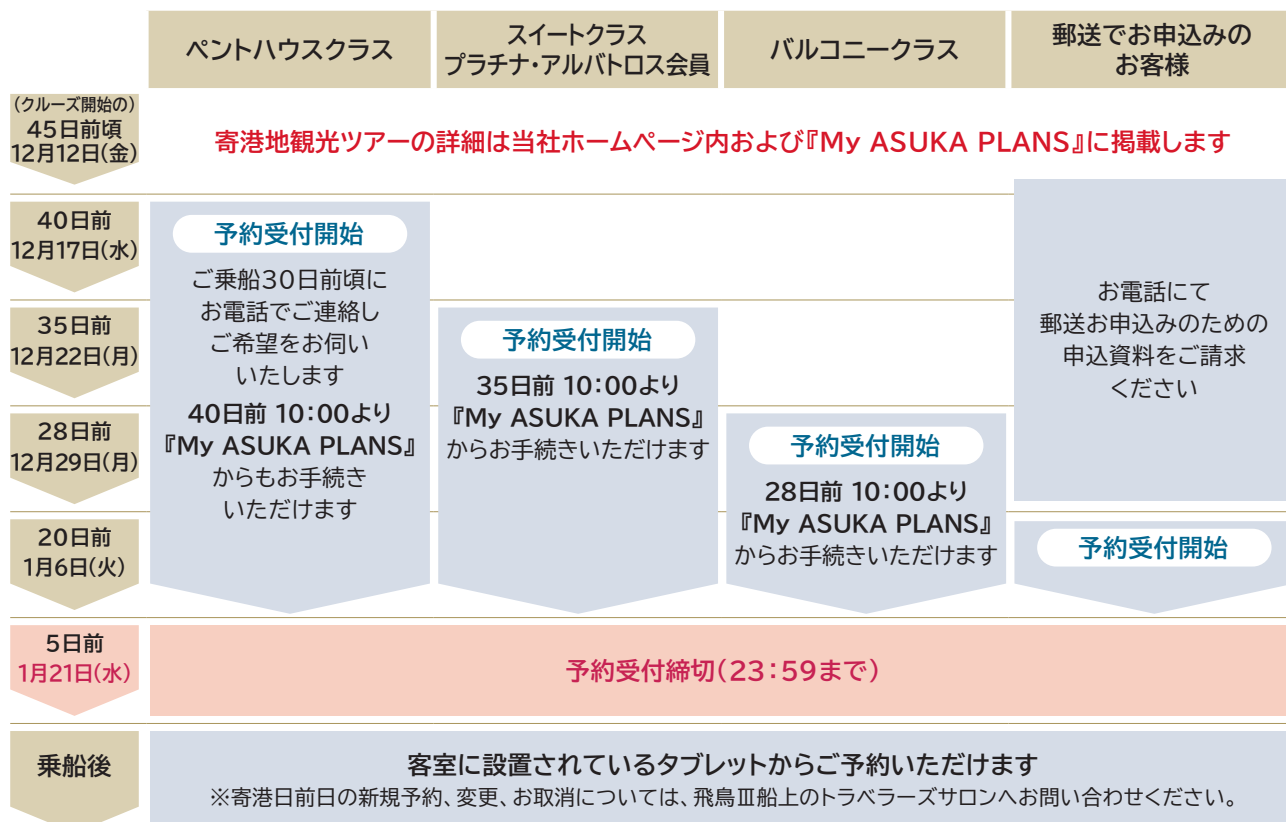 ペントハウスクラス
スイートクラス
プラチナ・アルバトロス会員
バルコニークラス
郵送でお申込みの
お客様
(クルーズ開始の)
45日前頃
12月12日(金)
寄港地観光ツアーの詳細は当社ホームページ内および『My ASUKA PLANS』に掲載します
40日前
12月17日(水)
35日前
12月22日(月)
28日前
12月29日(月)
20日前
1月6日(火)
予約受付開始
ご乗船30日前頃に
お電話でご連絡し
ご希望をお伺い
いたします
40日前 10:00より
『My ASUKA PLANS』
からもお手続き
いただけます
予約受付開始
35日前 10:00より
『My ASUKA PLANS』
からお手続きいただけます
予約受付開始
28日前 10:00より
『My ASUKA PLANS』
からお手続きいただけます
お電話にて
郵送お申込みのための
申込資料をご請求
ください
予約受付開始
5日前
1月21日(水)
予約受付締切(23:59まで)
乗船後
客室に設置されているタブレットからご予約いただけます
※寄港日前日の新規予約、変更、お取消については、飛鳥Ⅲ船上のトラベラーズサロンへお問い合わせください。